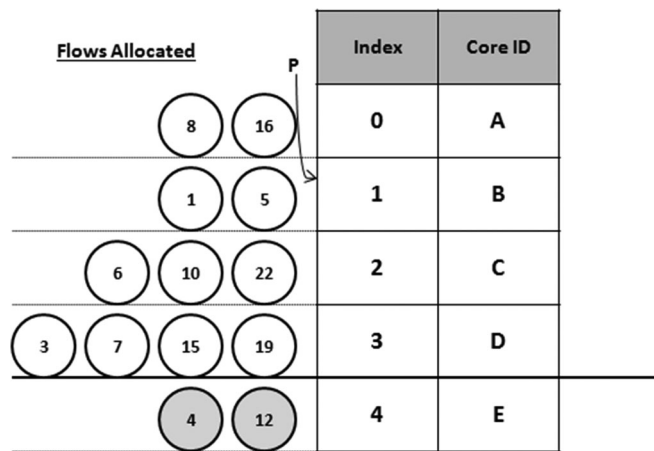 Flows Allocated
P
Index Core ID
8 16 0 A
1 5 1 B
6 10 22 2 C
3 7 15 19 3 D
4 12 4 E